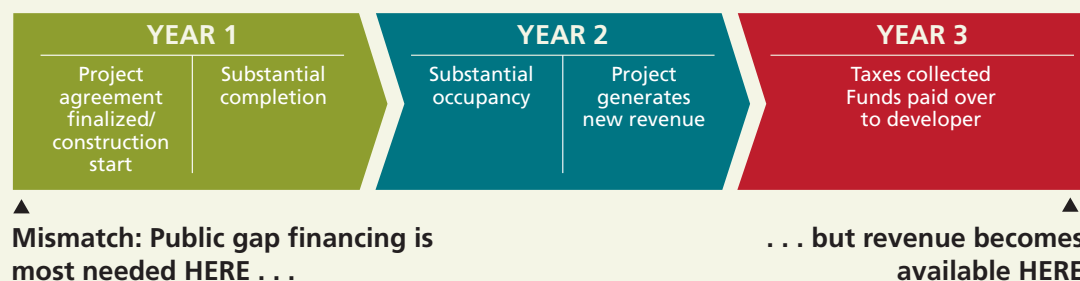 YEAR 1
Project
agreement
finalized/
construction
start
Substantial
completion
YEAR 2
Substantial
occupancy
Project
generates
new revenue
YEAR 3
Taxes collected
Funds paid over
to developer
Mismatch: Public gap financing is
most needed HERE . . .
. . . but revenue becomes
available HERE